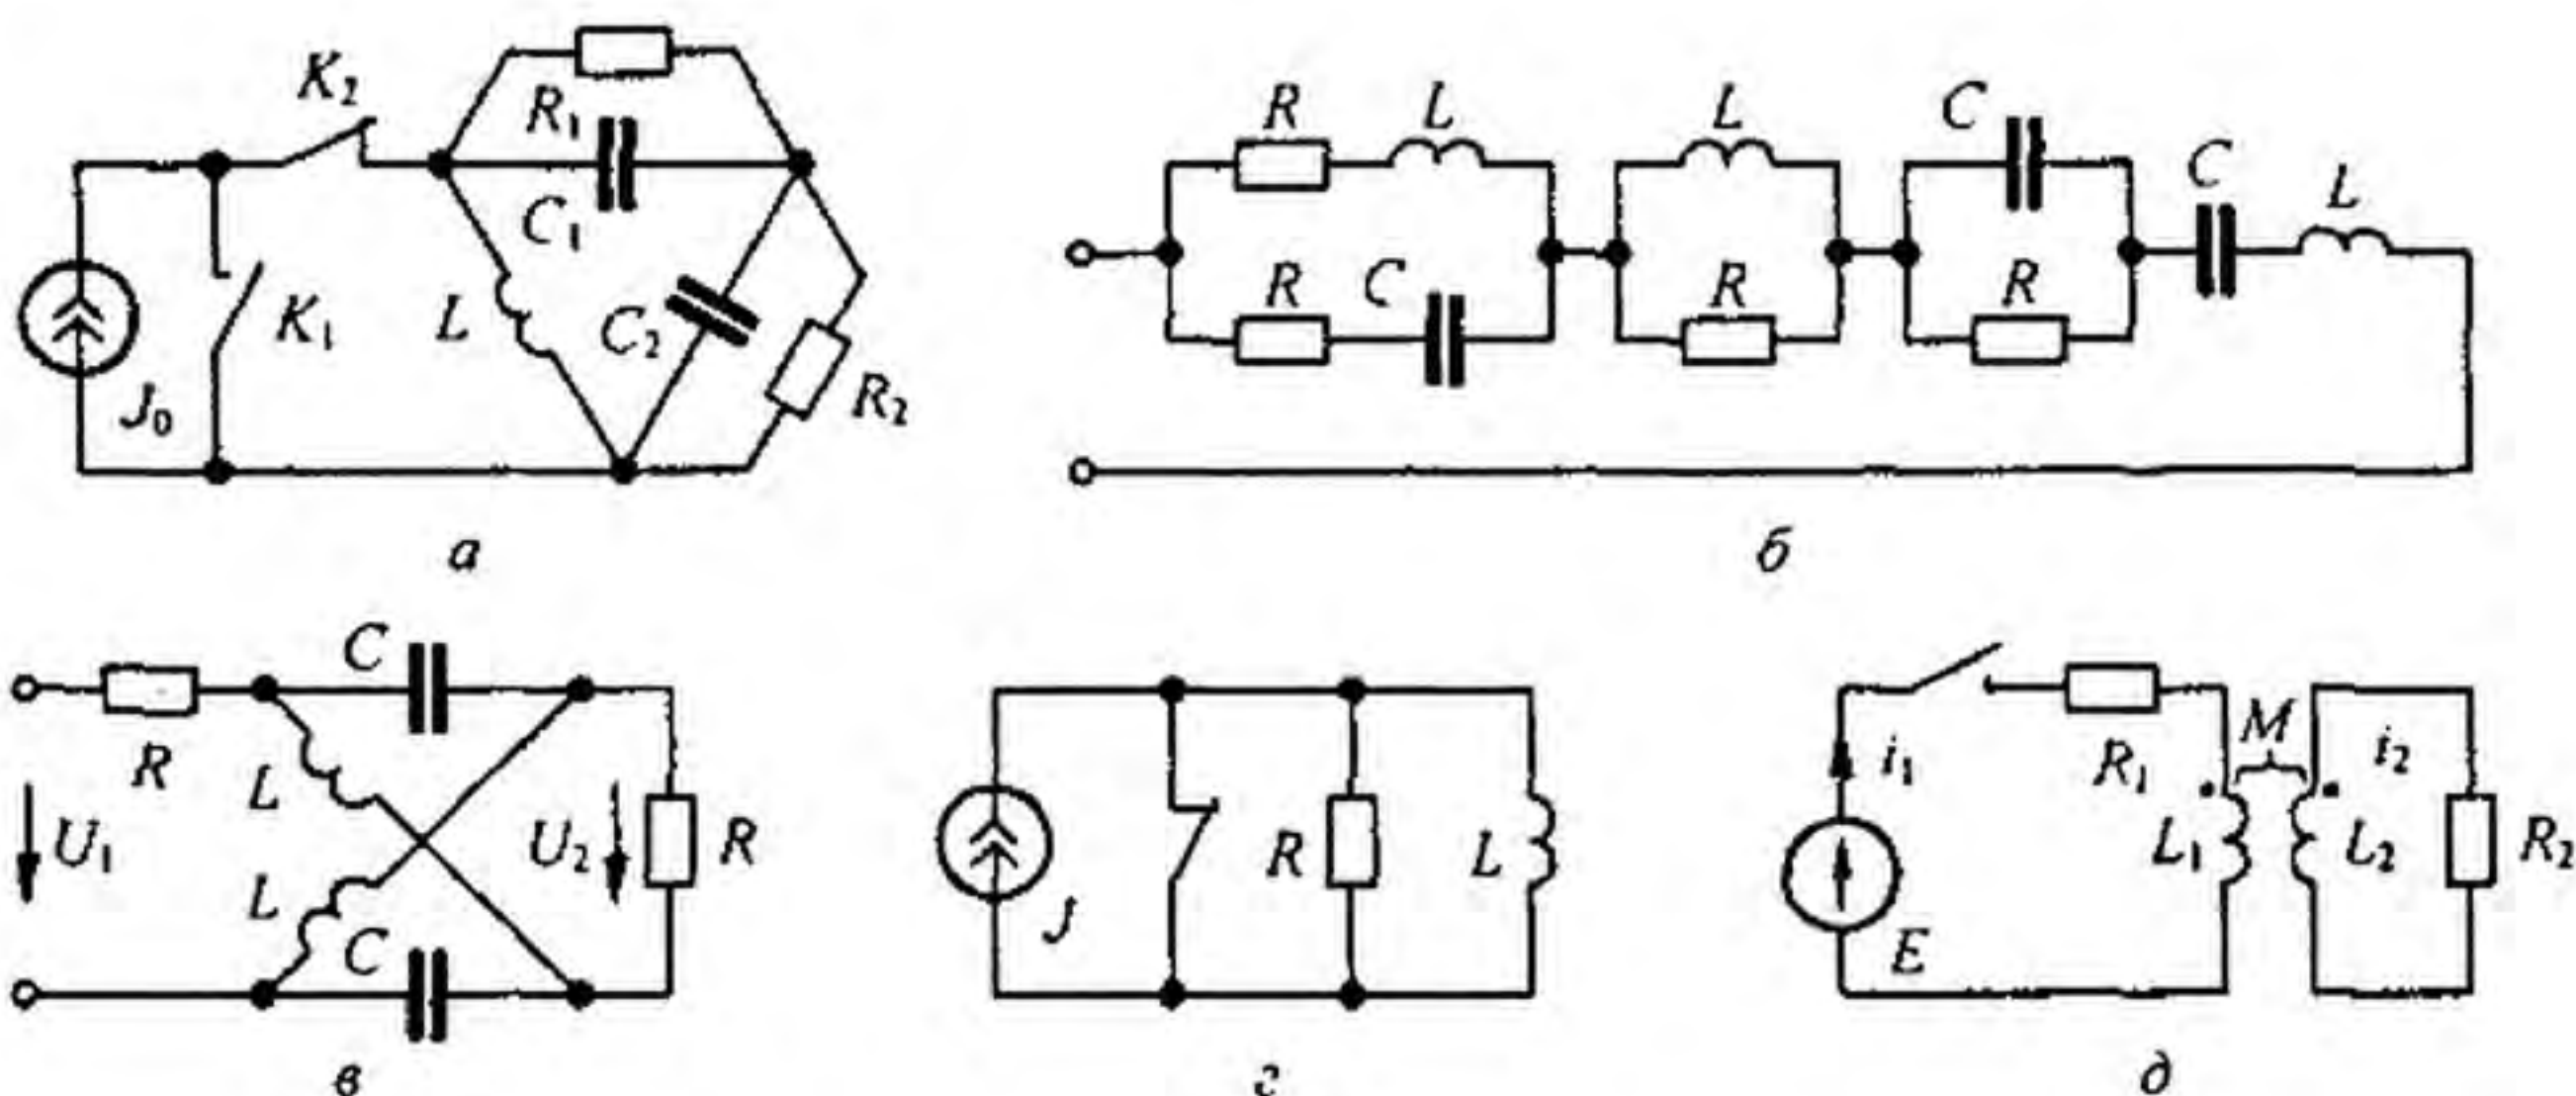 K₂
R₁
C₁
K₁
L
C₂
J₀
R₂
а
R L
R C
L
R
C
R
C
L
б
C
R
L
U₁
U₂
R
L
C
в
J
R
L
г
i₁
R₁
M
i₂
L₁
L₂
R₂
E
д